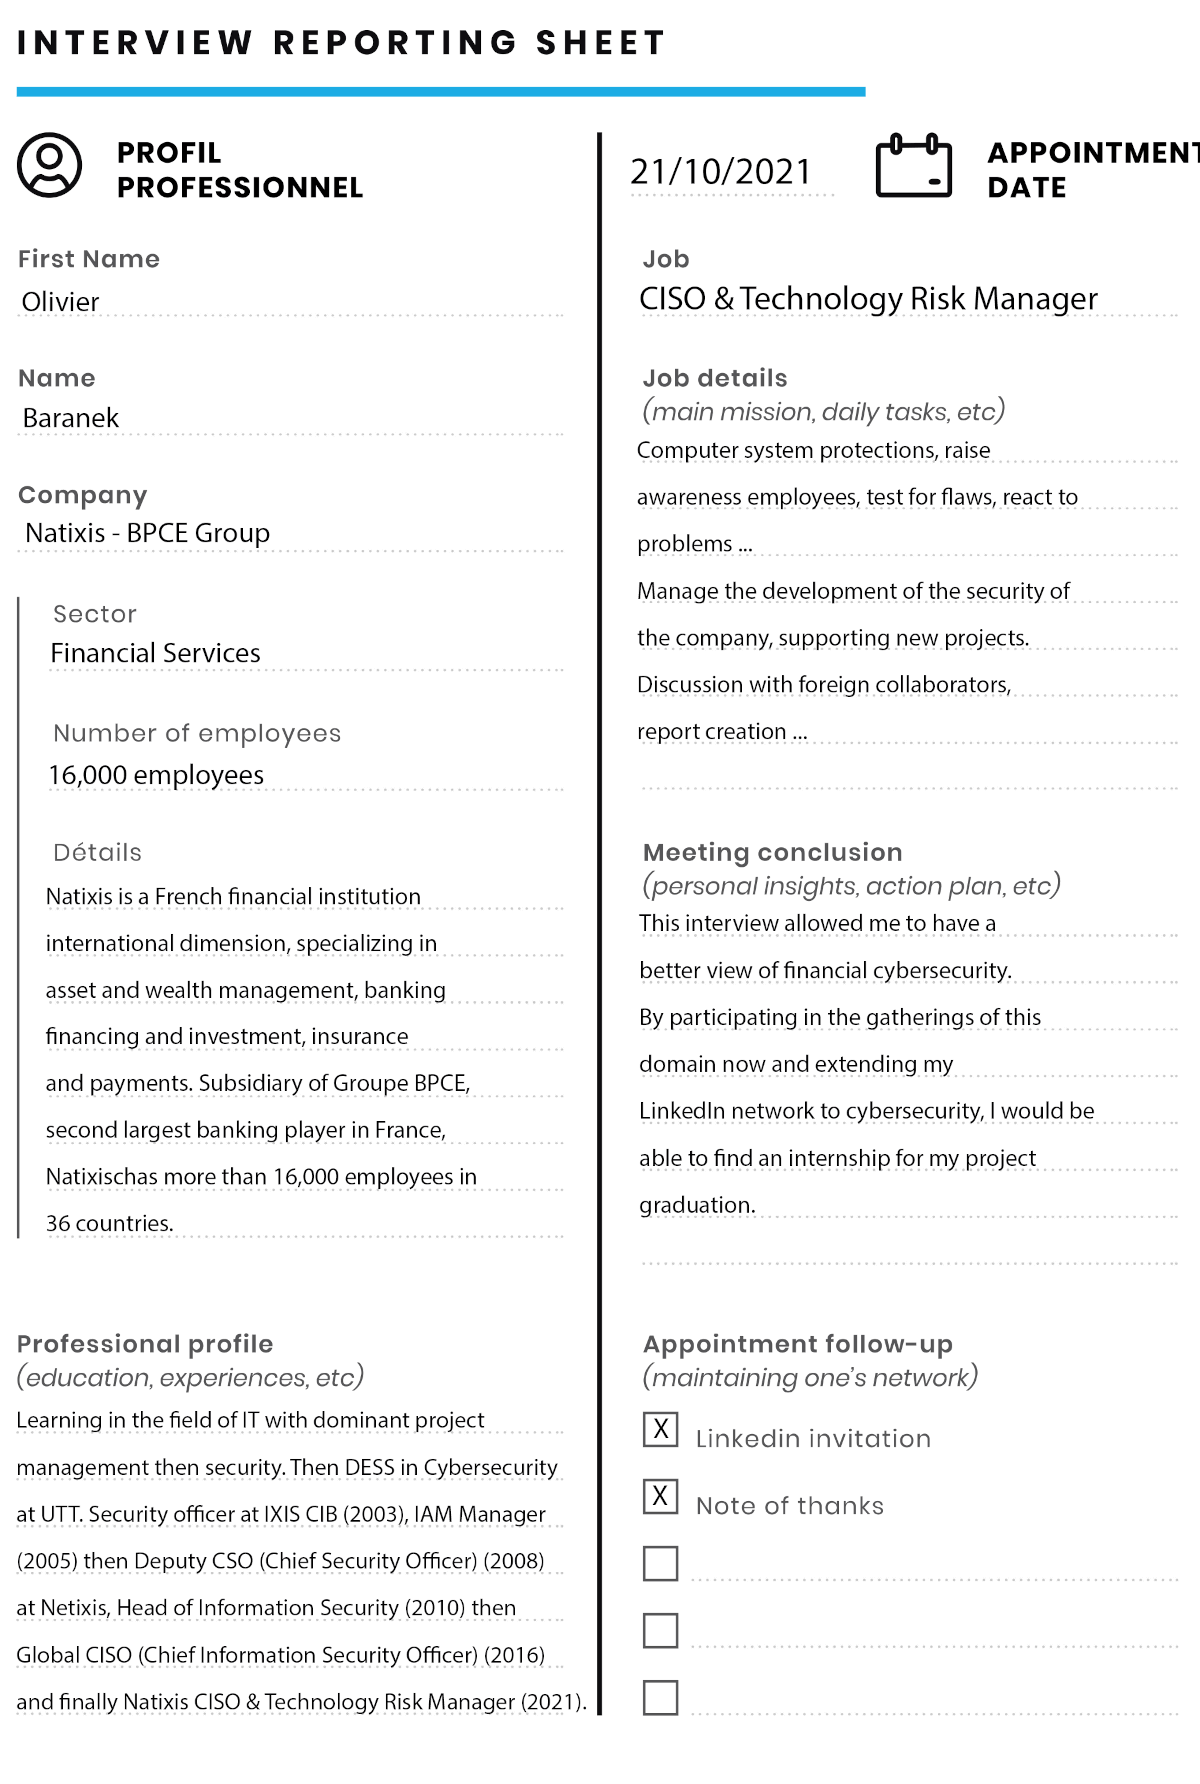 INTERVIEW REPORTING SHEET
PROFIL
PROFESSIONNEL
First Name
Olivier
Name
Baranek
Company
Natixis - BPCE Group
Sector
Financial Services
Number of employees
16,000 employees
Détails
Natixis is a French financial institution
international dimension, specializing in
asset and wealth management, banking
financing and investment, insurance
and payments. Subsidiary of Groupe BPCE,
second largest banking player in France,
Natixischas more than 16,000 employees in
36 countries.
Professional profile
(education, experiences, etc)
Learning in the field of IT with dominant project
management then security. Then DESS in Cybersecurity
at UTT. Security officer at IXIS CIB (2003), IAM Manager
(2005) then Deputy CSO (Chief Security Officer) (2008)
at Netixis, Head of Information Security (2010) then
Global CISO (Chief Information Security Officer) (2016)
and finally Natixis CISO & Technology Risk Manager (2021).
21/10/2021
APPOINTMENT
DATE
Job
CISO & Technology Risk Manager
Job details
(main mission, daily tasks, etc)
Computer system protections, raise
awareness employees, test for flaws, react to
problems ...
Manage the development of the security of
the company, supporting new projects.
Discussion with foreign collaborators,
report creation ...
Meeting conclusion
(personal insights, action plan, etc)
This interview allowed me to have a
better view of financial cybersecurity.
By participating in the gatherings of this
domain now and extending my
LinkedIn network to cybersecurity, I would be
able to find an internship for my project
graduation.
Appointment follow-up
(maintaining one's network)
X Linkedin invitation
X Note of thanks